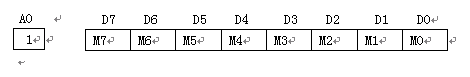 A0 D7 D6 D5 D4 D3 D2 D1 D0
1 M7 M6 M5 M4 M3 M2 M1 M0